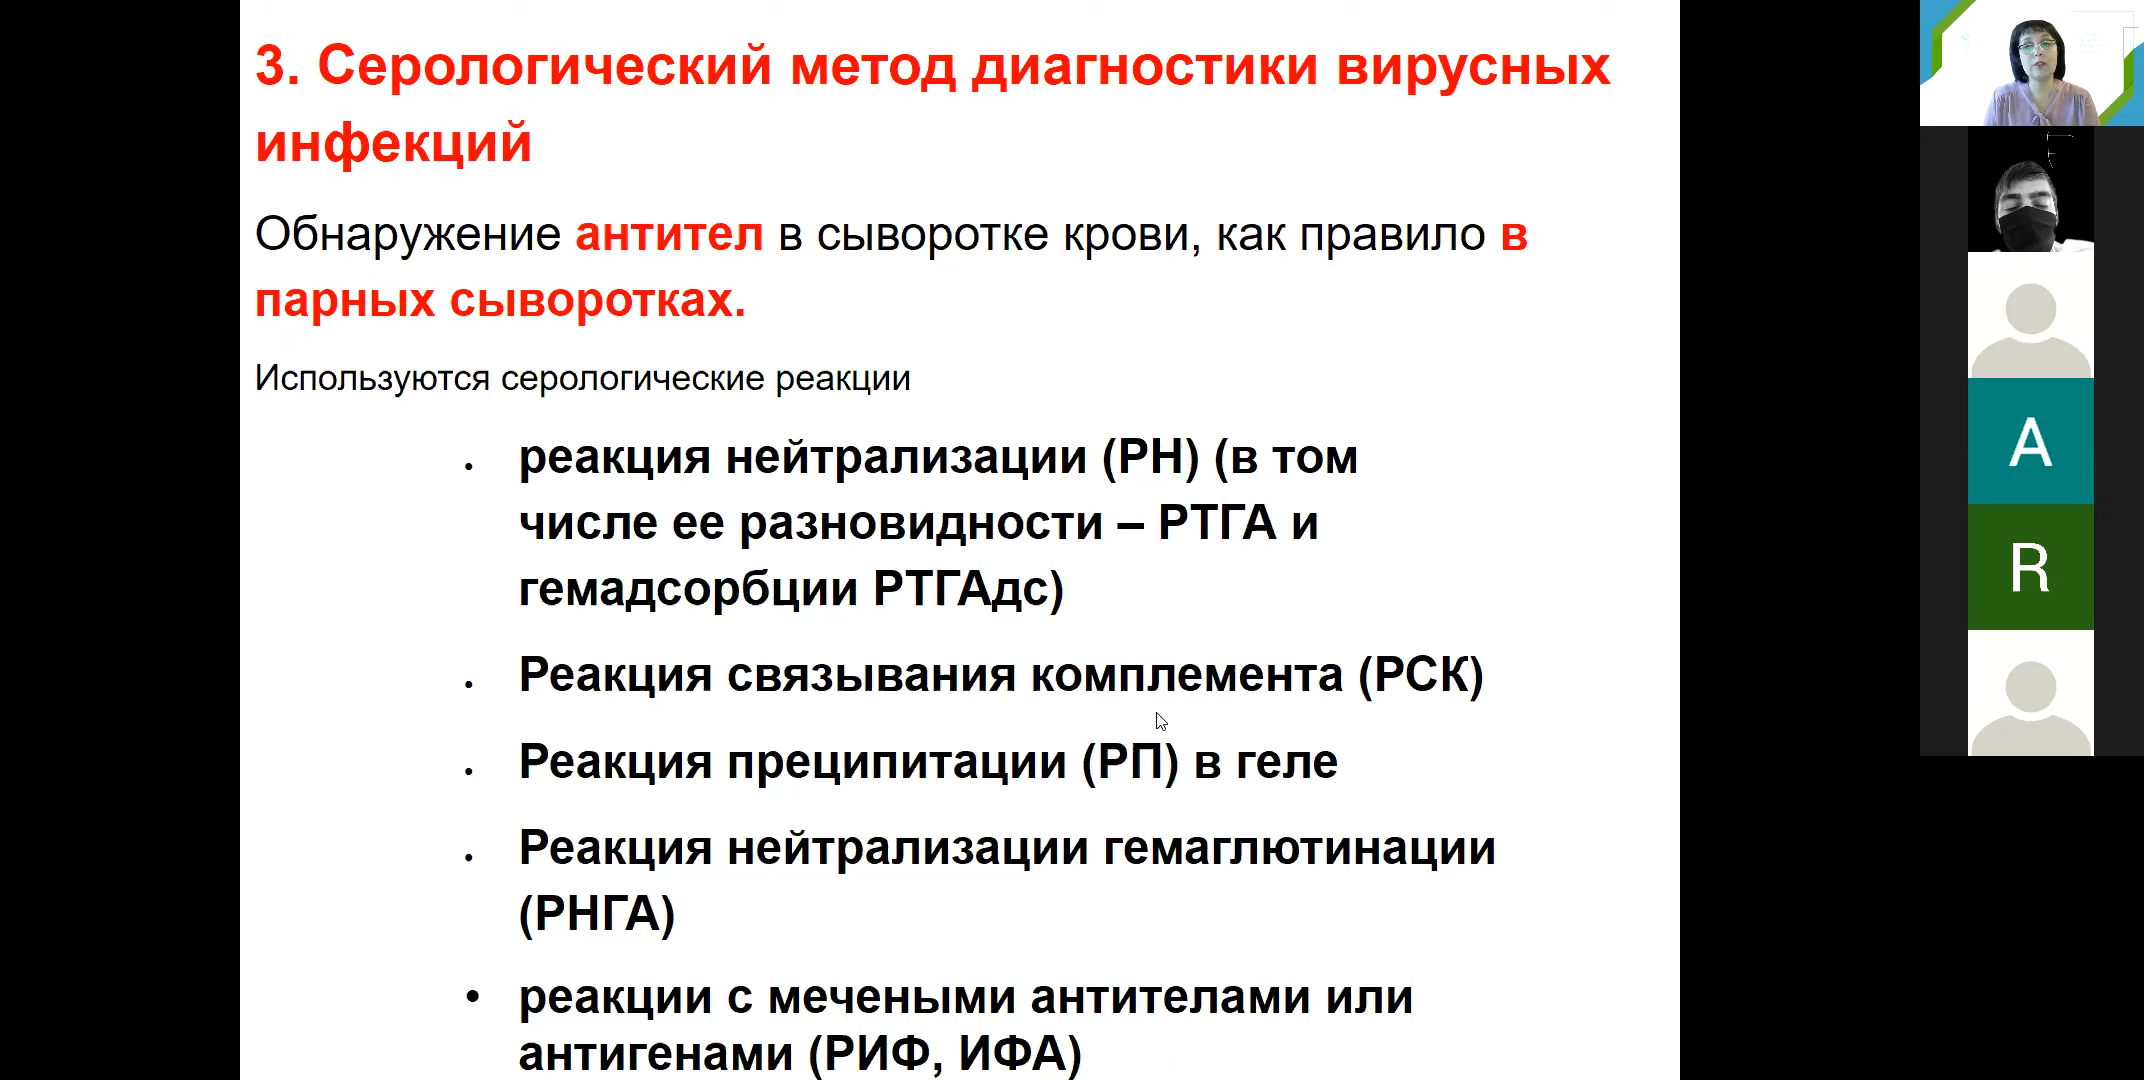 3. Серологический метод диагностики вирусных
инфекций
Обнаружение антител в сыворотке крови, как правило в
парных сыворотках.
Используются серологические реакции
• реакция нейтрализации (РН) (в том
числе ее разновидности – РТГА и
гемадсорбции РТГАдс)
• Реакция связывания комплемента (РСК)
• Реакция преципитации (РП) в геле
• Реакция нейтрализации гемаглютинации
(РНГА)
• реакции с мечеными антителами или
антигенами (РИФ, ИФА)
A
R